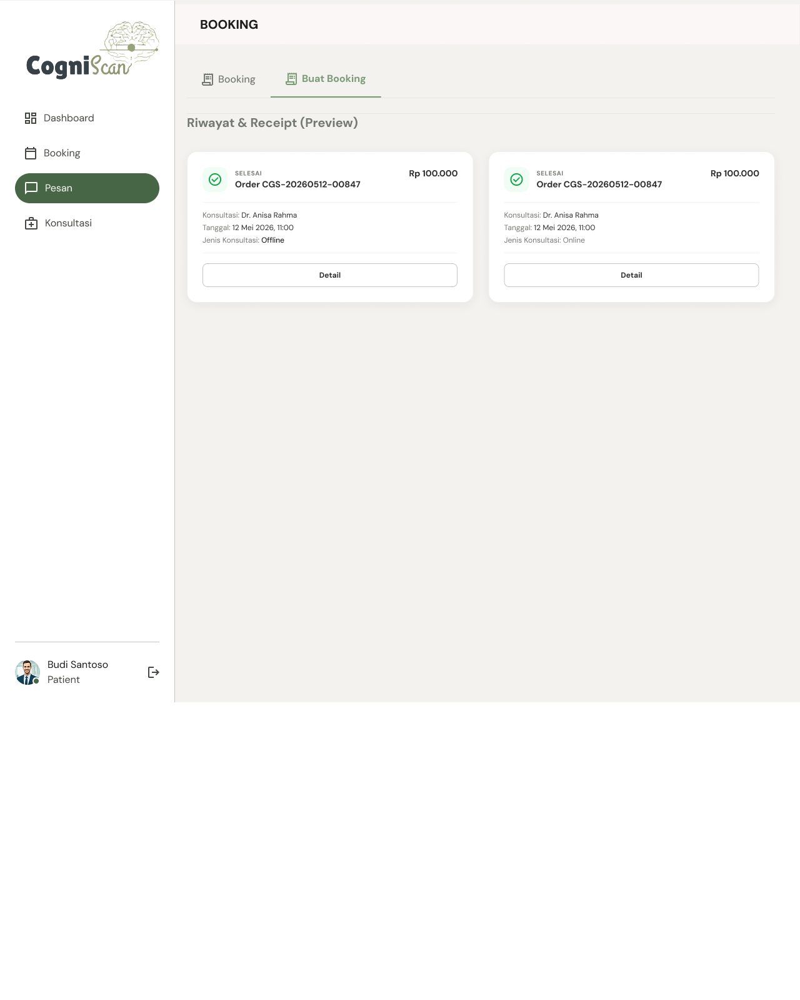 CogniScan
Dashboard
Booking
Pesan
Konsultasi
Budi Santoso
Patient
BOOKING
Booking
Buat Booking
Riwayat & Receipt (Preview)
SELESAI
Order CGS-20260512-00847
Rp 100.000
Konsultasi: Dr. Anisa Rahma
Tanggal: 12 Mei 2026, 11:00
Jenis Konsultasi: Offline
Detail
SELESAI
Order CGS-20260512-00847
Rp 100.000
Konsultasi: Dr. Anisa Rahma
Tanggal: 12 Mei 2026, 11:00
Jenis Konsultasi: Online
Detail